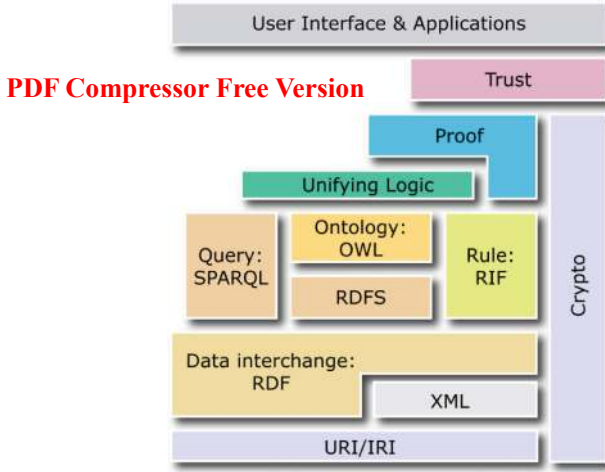 User Interface & Applications
PDF Compressor Free Version
Trust
Proof
Unifying Logic
Query:
SPARQL
Ontology:
OWL
RDFS
Rule:
RIF
Crypto
Data interchange:
RDF
XML
URI/IRI